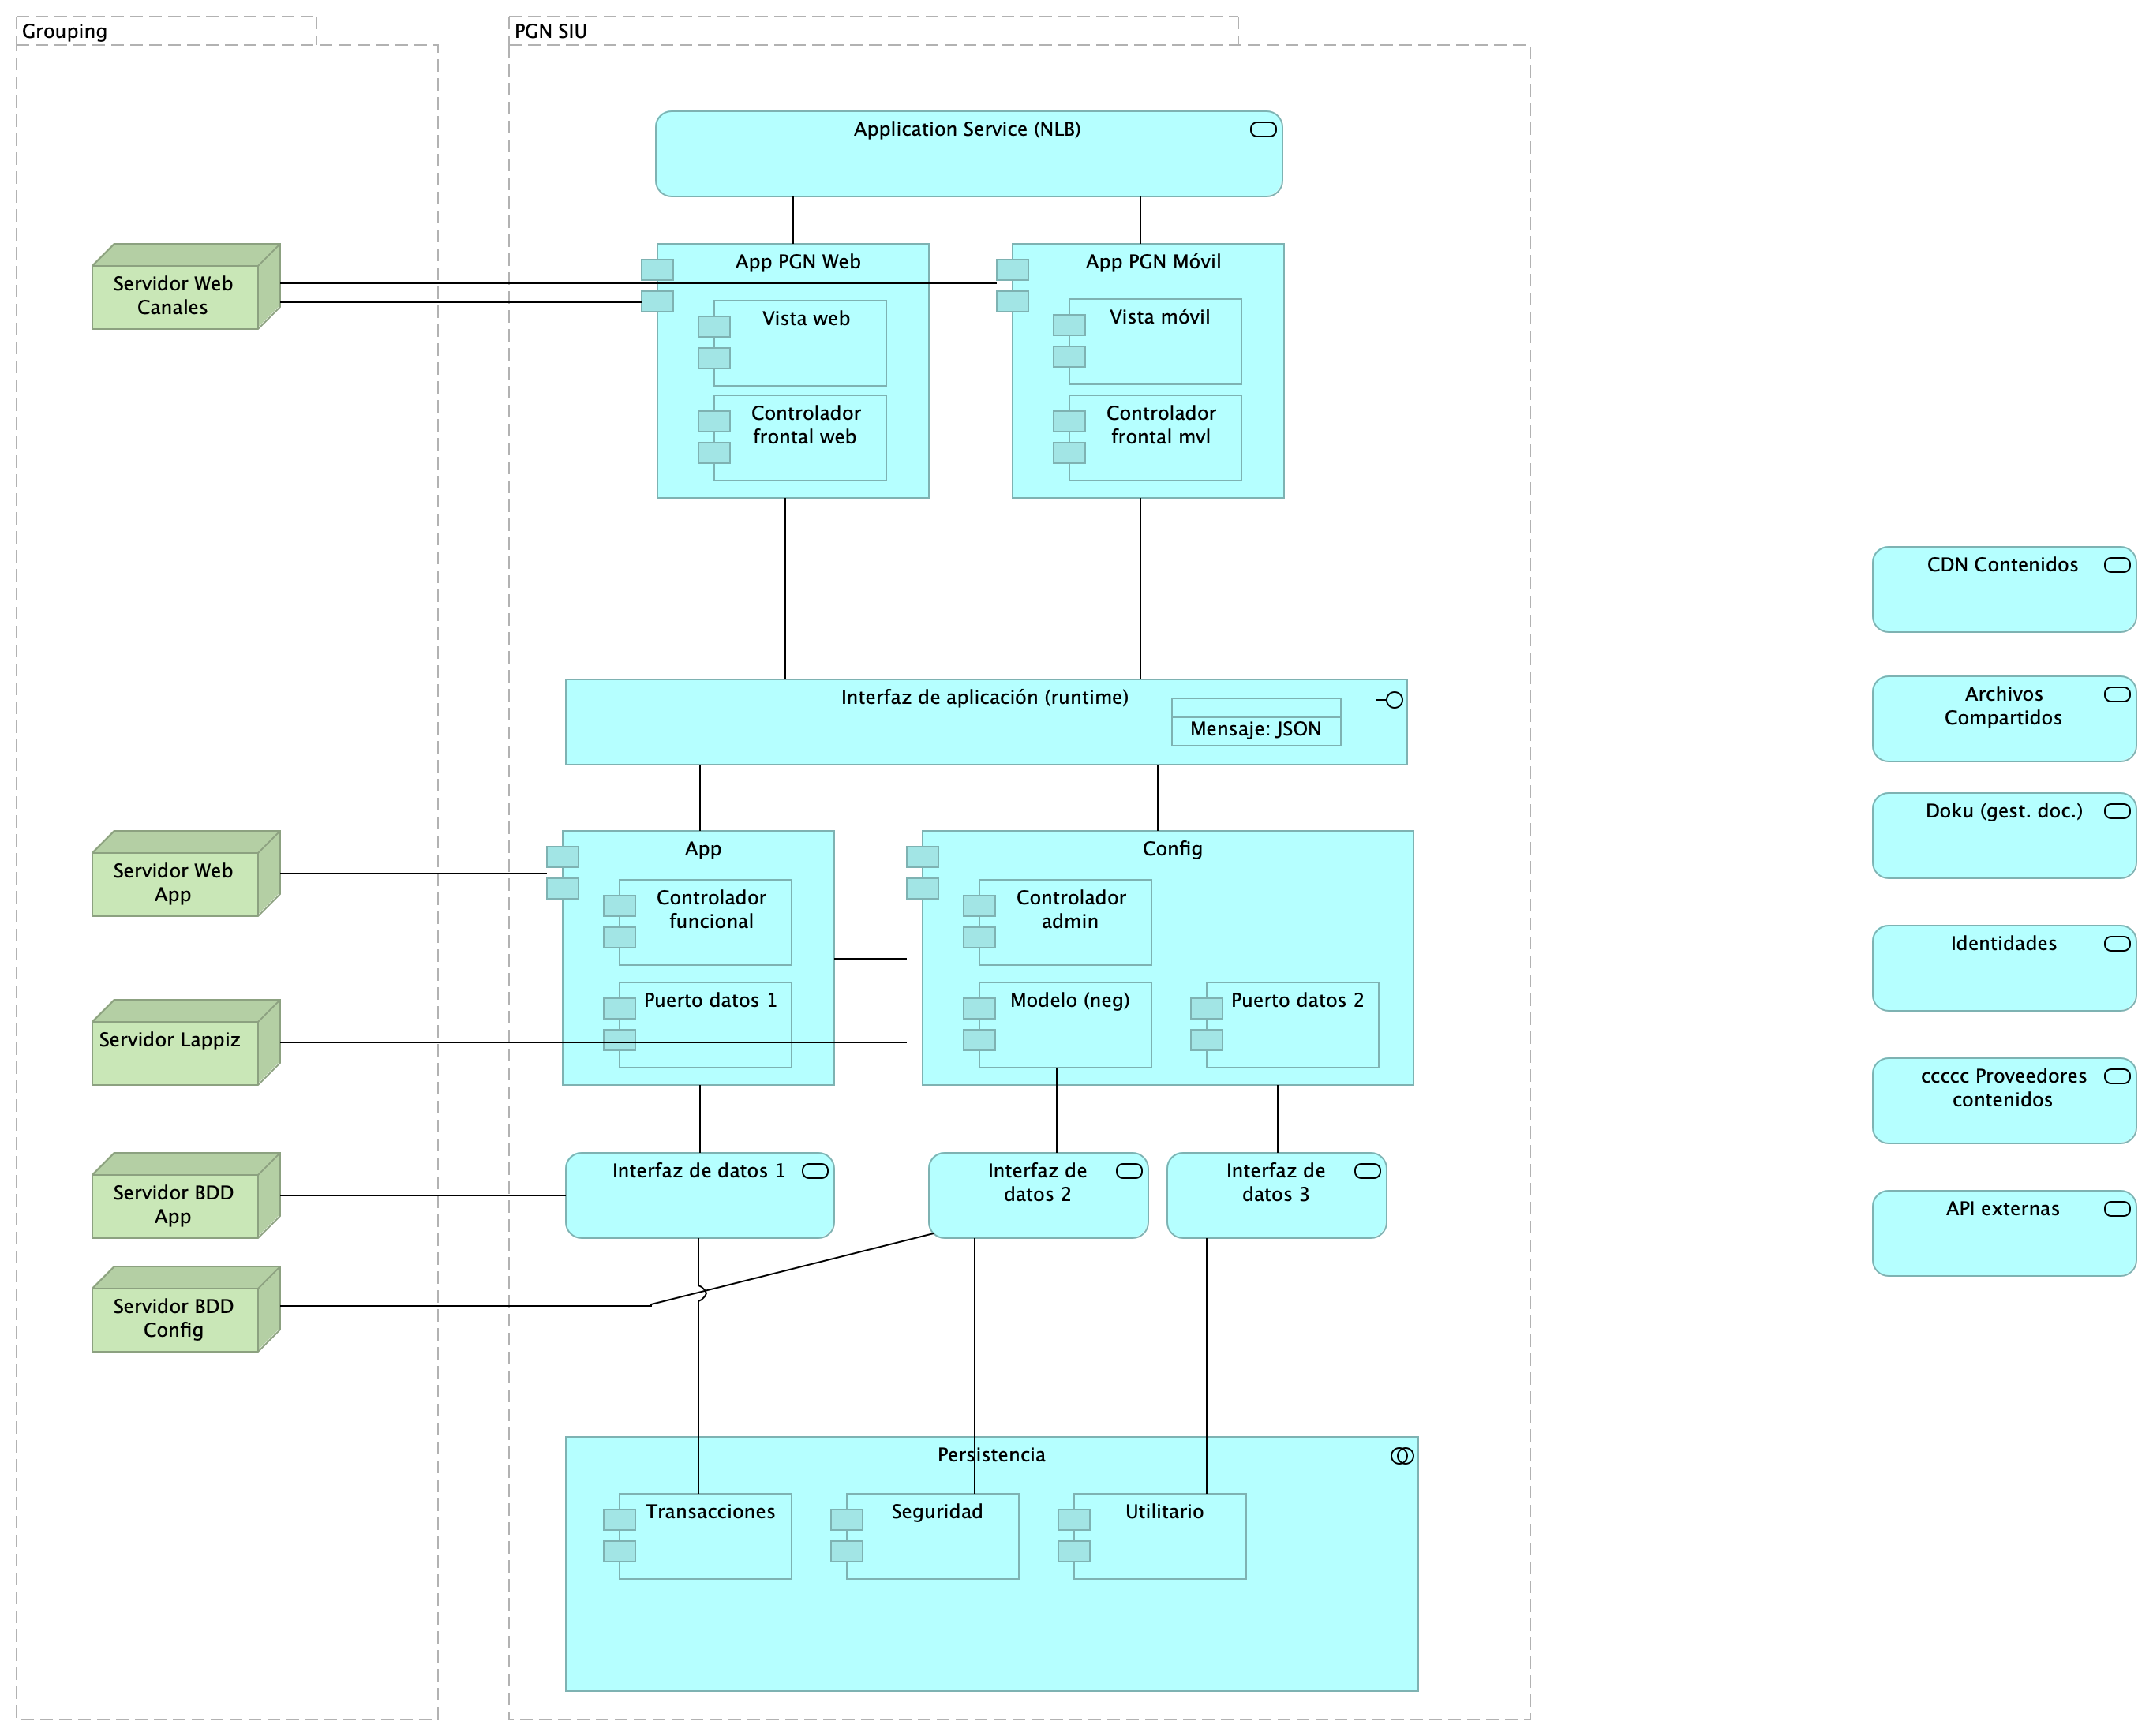 Grouping
PGN SIU
Application Service (NLB)
Servidor Web
Canales
App PGN Web
App PGN Móvil
Vista web
Vista móvil
Controlador
frontal web
Controlador
frontal mvl
CDN Contenidos
Interfaz de aplicación (runtime)
Mensaje: JSON
Archivos
Compartidos
Servidor Web
App
App
Config
Doku (gest. doc.)
Controlador
funcional
Controlador
admin
Identidades
Servidor Lappiz
Puerto datos 1
Modelo (neg)
Puerto datos 2
ccccc Proveedores
contenidos
Servidor BDD
App
Interfaz de datos 1
Interfaz de
datos 2
Interfaz de
datos 3
API externas
Servidor BDD
Config
Persistencia
Transacciones
Seguridad
Utilitario